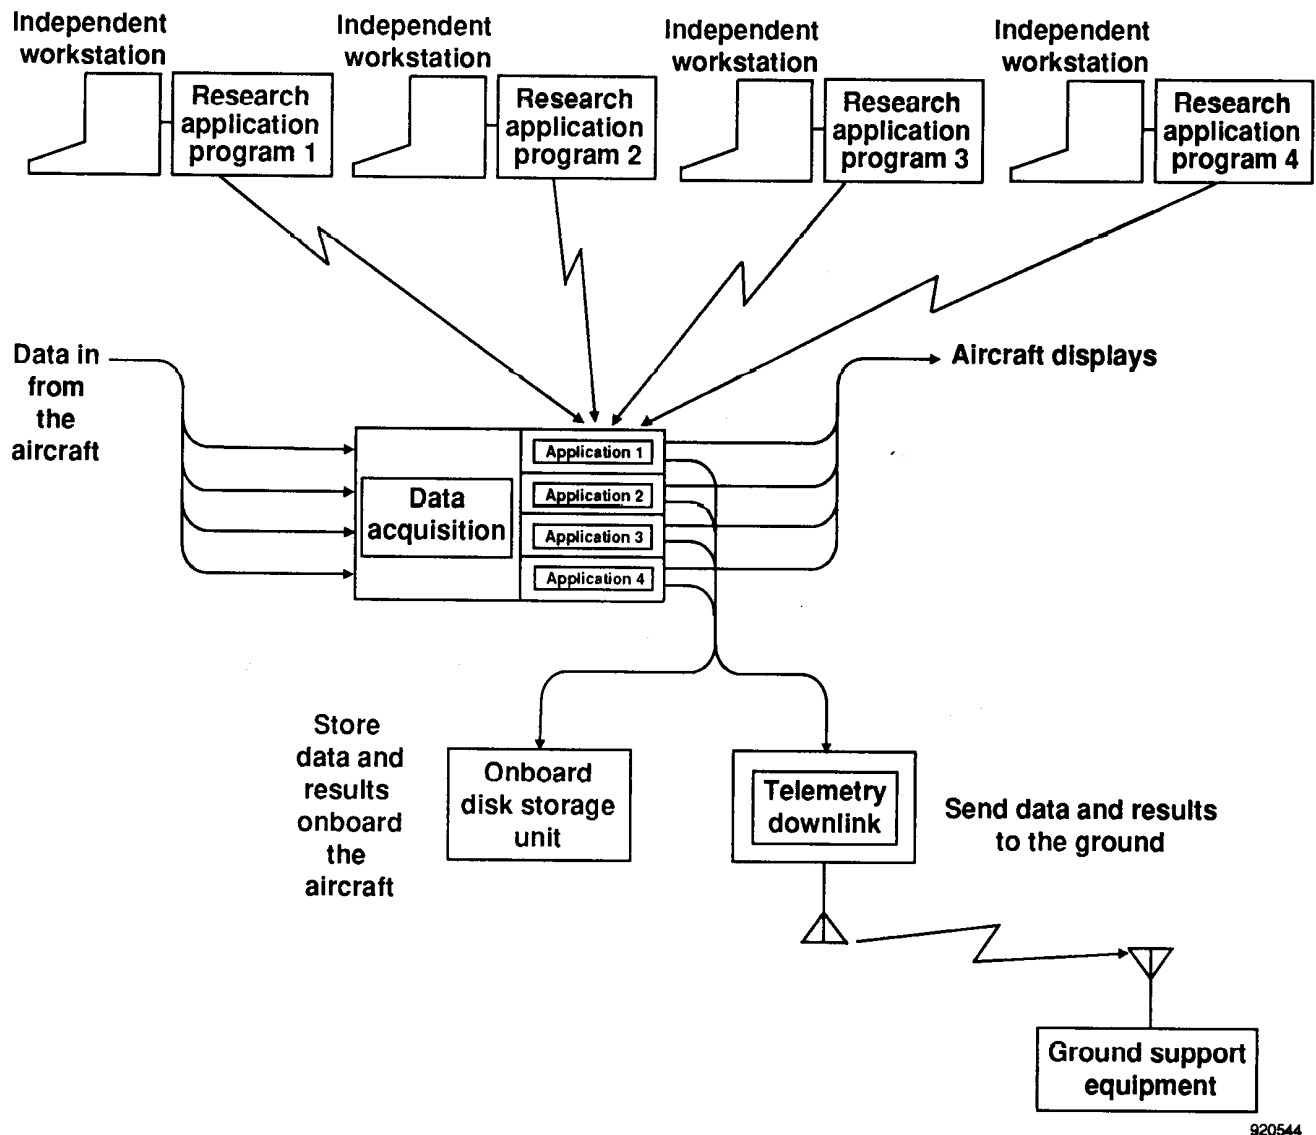 Independent
workstation
Research
application
program 1
Independent
workstation
Research
application
program 2
Independent
workstation
Research
application
program 3
Independent
workstation
Research
application
program 4
Data in
from
the
aircraft
Aircraft displays
Data
acquisition
Application 1
Application 2
Application 3
Application 4
Store
data and
results
onboard
the
aircraft
Onboard
disk storage
unit
Telemetry
downlink
Send data and results
to the ground
Ground support
equipment
920544